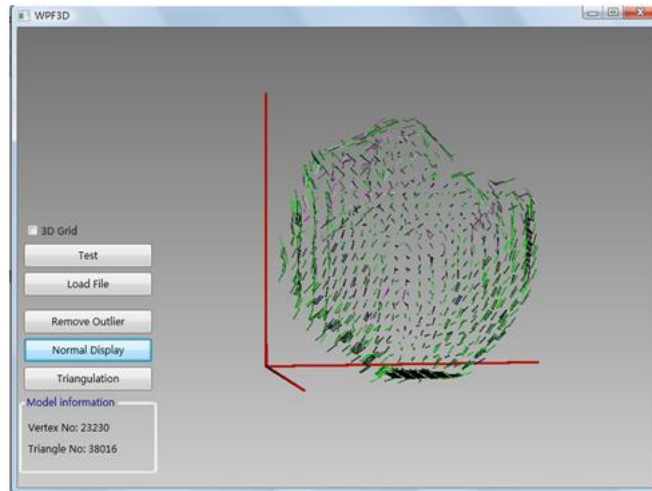 WPF3D
3D Grid
Test
Load File
Remove Outlier
Normal Display
Triangulation
Model information
Vertex No: 23230
Triangle No: 38016